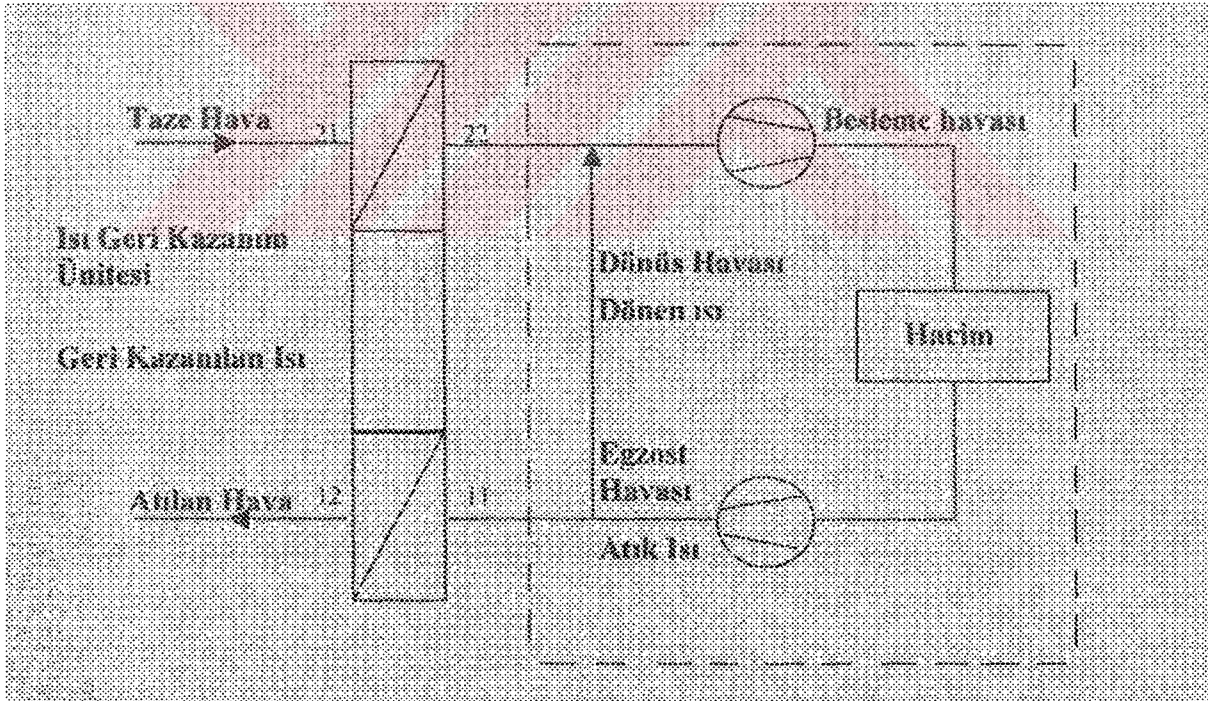 Taze Hava
21
22
Besleme havası
Isı Geri Kazanım
Ünitesi
Dönüs Havası
Dönen ısı
Hacim
Geri Kazanılan Isı
Egzost
Havası
Atılan Hava
12
11
Atık Isı